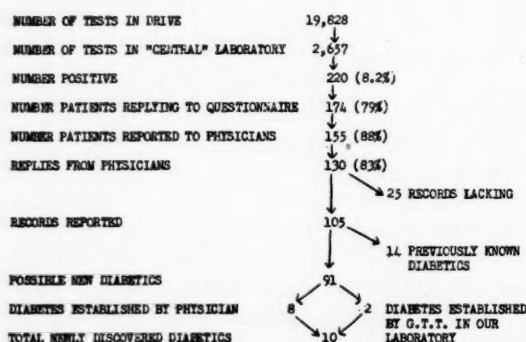 NUMBER OF TESTS IN DRIVE 19,828
NUMBER OF TESTS IN "CENTRAL" LABORATORY 2,657
NUMBER POSITIVE 220 (8.2%)
NUMBER PATIENTS REPLYING TO QUESTIONNAIRE 174 (79%)
NUMBER PATIENTS REPORTED TO PHYSICIANS 155 (88%)
REPLIES FROM PHYSICIANS 130 (83%)
25 RECORDS LACKING
RECORDS REPORTED 105
14 PREVIOUSLY KNOWN
DIABETICS
POSSIBLE NEW DIABETICS 91
DIABETES ESTABLISHED BY PHYSICIAN 8 2 DIABETES ESTABLISHED
BY G.T.T. IN OUR
LABORATORY
TOTAL NEWLY DISCOVERED DIABETICS 10